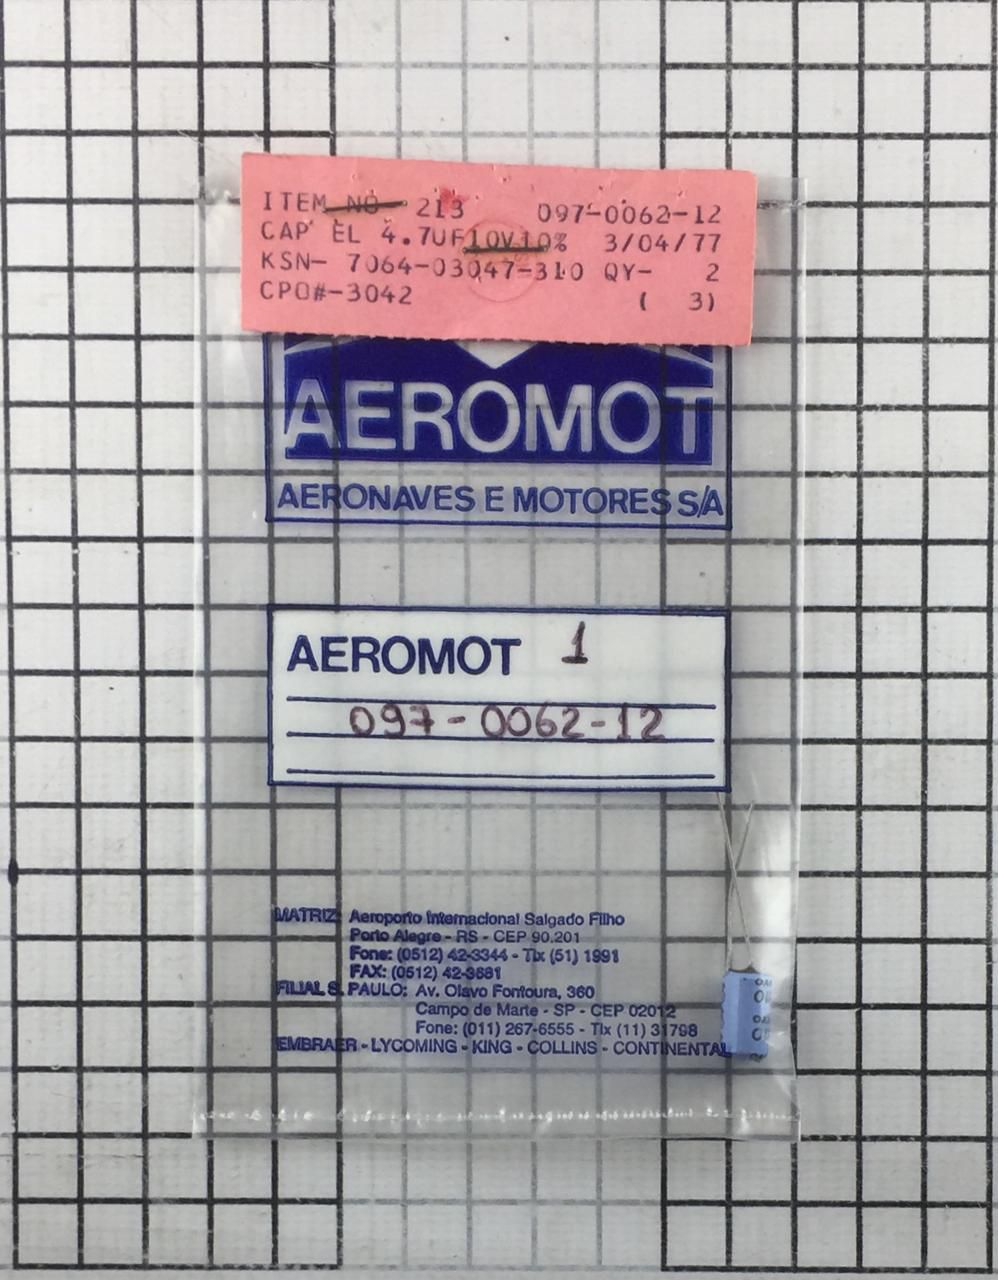 ITEM NO 213 097-0062-12
CAP EL 4.7UF10V10% 3/04/77
KSN- 7064-03047-310 QY- 2
CPO#-3042 ( 3)
AEROMOT
AERONAVES E MOTORES S/A
AEROMOT 1
097-0062-12
MATRIZ: Aeroporto Internacional Salgado Filho
Porto Alegre - RS - CEP 90.201
Fone: (0512) 42-3344 - Tlx (51) 1991
FAX: (0512) 42-3681
FILIAL S. PAULO: Av. Olavo Fontoura, 360
Campo de Marte - SP - CEP 02012
Fone: (011) 267-6555 - Tlx (11) 31798
EMBRAER - LYCOMING - KING - COLLINS - CONTINENTAL